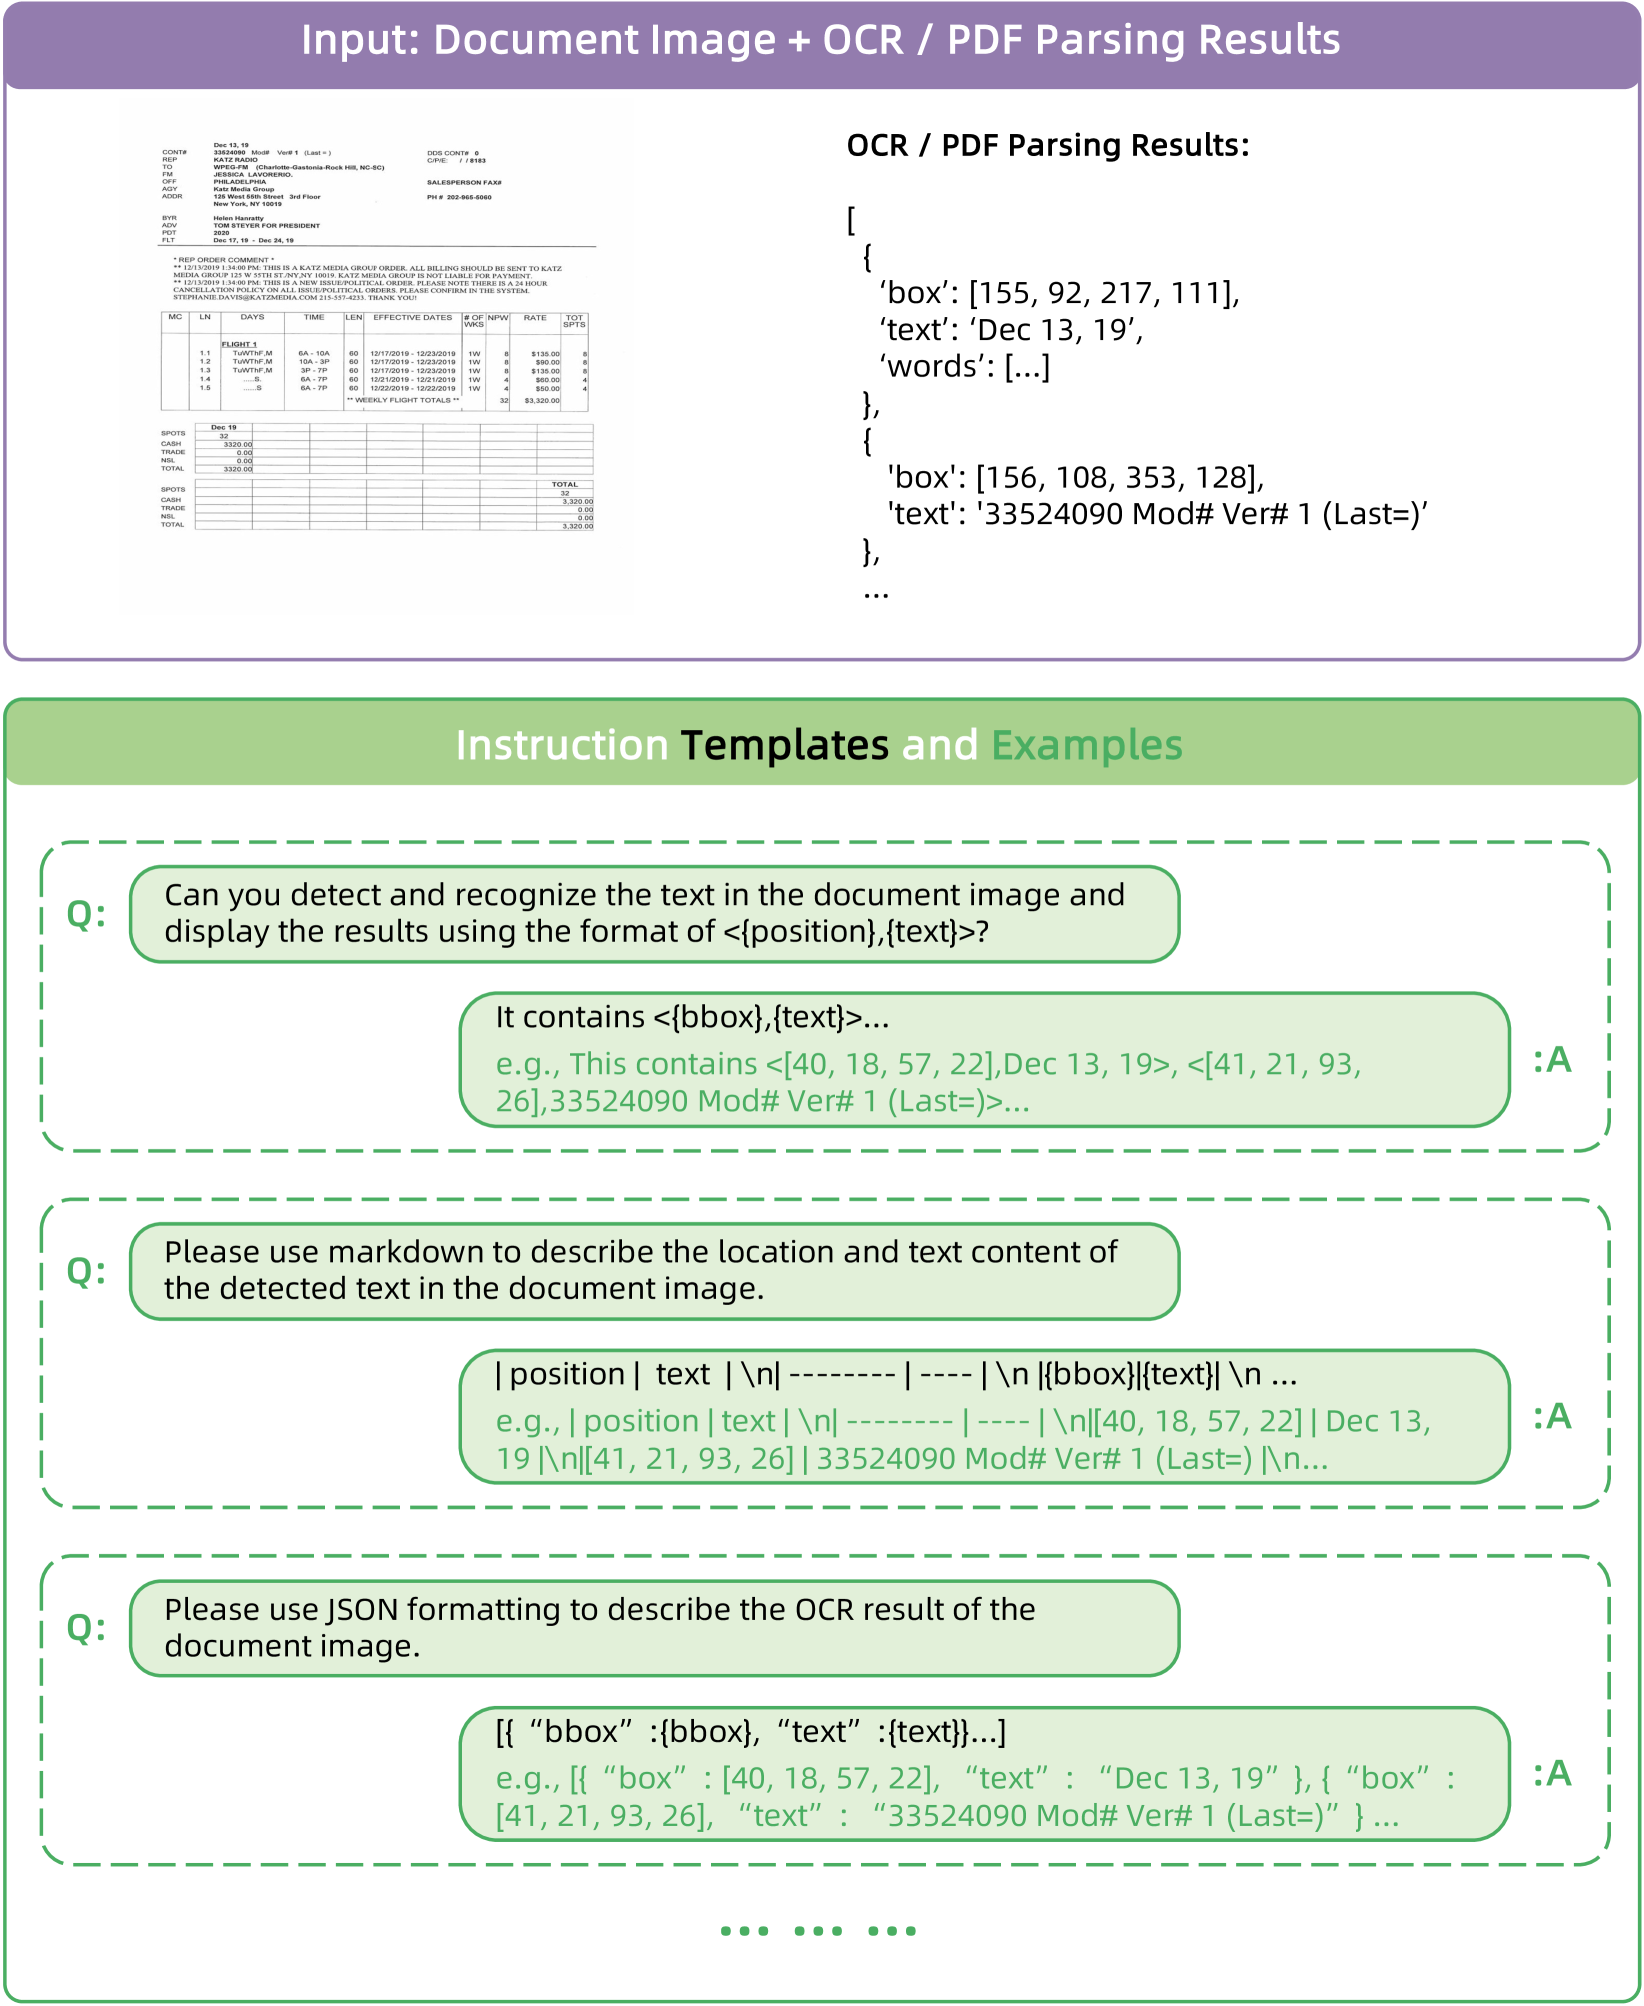 Input: Document Image + OCR / PDF Parsing Results
Dec 13, 19
CONT# 33524090 Mod# Ver# 1 (Last = ) DDS CONT# 0
REP KATZ RADIO C/P/E: / / 8183
TO WPEG-FM (Charlotte-Gastonia-Rock Hill, NC-SC)
FM JESSICA LAVORERIO.
OFF PHILADELPHIA SALESPERSON FAX#
AGY Katz Media Group
ADDR 125 West 55th Street 3rd Floor PH # 202-965-5060
New York, NY 10019
BYR Helen Hanratty
ADV TOM STEYER FOR PRESIDENT
PDT 2020
FLT Dec 17, 19 - Dec 24, 19
* REP ORDER COMMENT *
** 12/13/2019 1:34:00 PM: THIS IS A KATZ MEDIA GROUP ORDER. ALL BILLING SHOULD BE SENT TO KATZ
MEDIA GROUP 125 W 55TH ST./NY,NY 10019. KATZ MEDIA GROUP IS NOT LIABLE FOR PAYMENT.
** 12/13/2019 1:34:00 PM: THIS IS A NEW ISSUE/POLITICAL ORDER. PLEASE NOTE THERE IS A 24 HOUR
CANCELLATION POLICY ON ALL ISSUE/POLITICAL ORDERS. PLEASE CONFIRM IN THE SYSTEM.
STEPHANIE.DAVIS@KATZMEDIA.COM 215-557-4233. THANK YOU!
MC LN DAYS TIME LEN EFFECTIVE DATES # OF WKS NPW RATE TOT SPTS
FLIGHT 1
1.1 TuWThF,M 6A - 10A 60 12/17/2019 - 12/23/2019 1W 8 $135.00 8
1.2 TuWThF,M 10A - 3P 60 12/17/2019 - 12/23/2019 1W 8 $90.00 8
1.3 TuWThF,M 3P - 7P 60 12/17/2019 - 12/23/2019 1W 8 $135.00 8
1.4 .....S. 6A - 7P 60 12/21/2019 - 12/21/2019 1W 4 $60.00 4
1.5 ......S 6A - 7P 60 12/22/2019 - 12/22/2019 1W 4 $50.00 4
** WEEKLY FLIGHT TOTALS ** 32 $3,320.00
Dec 19
SPOTS 32
CASH 3320.00
TRADE 0.00
NSL 0.00
TOTAL 3320.00
TOTAL
SPOTS 32
CASH 3,320.00
TRADE 0.00
NSL 0.00
TOTAL 3,320.00
OCR / PDF Parsing Results:
[
{
‘box’: [155, 92, 217, 111],
‘text’: ‘Dec 13, 19’,
‘words’: [...]
},
{
'box': [156, 108, 353, 128],
'text': '33524090 Mod# Ver# 1 (Last=)’
},
...
Instruction Templates and Examples
Q:
Can you detect and recognize the text in the document image and
display the results using the format of <{position},{text}>?
It contains <{bbox},{text}>...
e.g., This contains <[40, 18, 57, 22],Dec 13, 19>, <[41, 21, 93,
26],33524090 Mod# Ver# 1 (Last=)>...
:A
Q:
Please use markdown to describe the location and text content of
the detected text in the document image.
| position | text | \n| -------- | ---- | \n |{bbox}|{text}| \n ...
e.g., | position | text | \n| -------- | ---- | \n|[40, 18, 57, 22] | Dec 13,
19 |\n|[41, 21, 93, 26] | 33524090 Mod# Ver# 1 (Last=) |\n...
:A
Q:
Please use JSON formatting to describe the OCR result of the
document image.
[{ “bbox” :{bbox}, “text” :{text}}...]
e.g., [{ “box” : [40, 18, 57, 22], “text” : “Dec 13, 19” }, { “box” :
[41, 21, 93, 26], “text” : “33524090 Mod# Ver# 1 (Last=)” } ...
:A
... ... ...